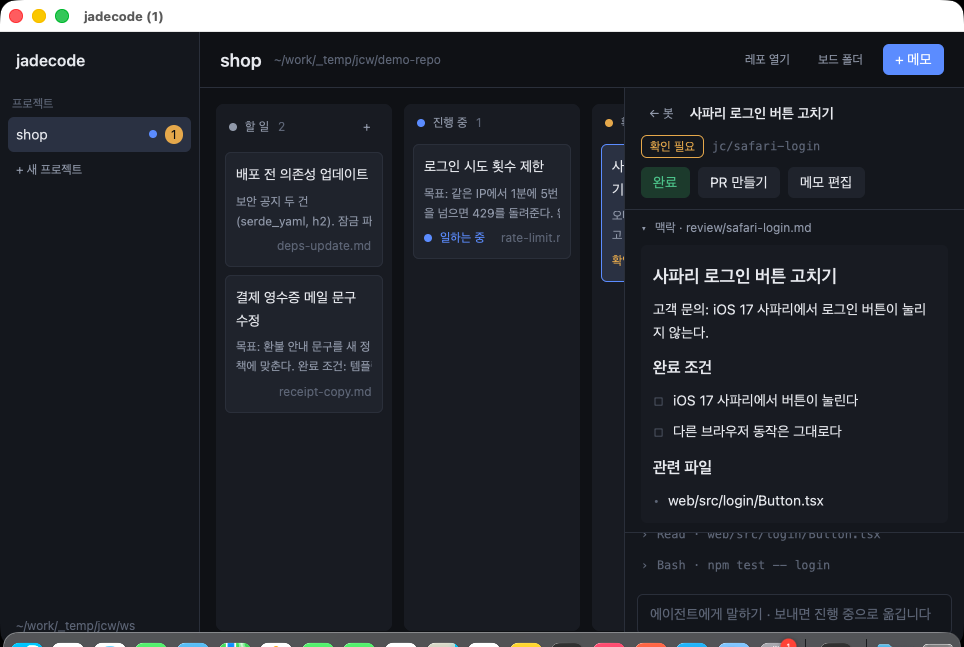 jadecode (1)
jadecode
프로젝트
shop
1
+ 새 프로젝트
~/work/_temp/jcw/ws
shop ~/work/_temp/jcw/demo-repo
레포 열기
보드 폴더
+ 메모
할 일 2 +
배포 전 의존성 업데이트
보안 공지 두 건
(serde_yaml, h2). 잠금 파
deps-update.md
결제 영수증 메일 문구
수정
목표: 환불 안내 문구를 새 정
책에 맞춘다. 완료 조건: 템플
receipt-copy.md
진행 중 1
로그인 시도 횟수 제한
목표: 같은 IP에서 1분에 5번
을 넘으면 429를 돌려준다.
일하는 중 rate-limit.r
사
기
고
확인
← 봇 사파리 로그인 버튼 고치기
확인 필요 jc/safari-login
완료
PR 만들기
메모 편집
맥락 · review/safari-login.md
사파리 로그인 버튼 고치기
고객 문의: iOS 17 사파리에서 로그인 버튼이 눌리
지 않는다.
완료 조건
iOS 17 사파리에서 버튼이 눌린다
다른 브라우저 동작은 그대로다
관련 파일
• web/src/login/Button.tsx
› Read · web/src/login/Button.tsx
› Bash · npm test -- login
에이전트에게 말하기 · 보내면 진행 중으로 옮깁니다